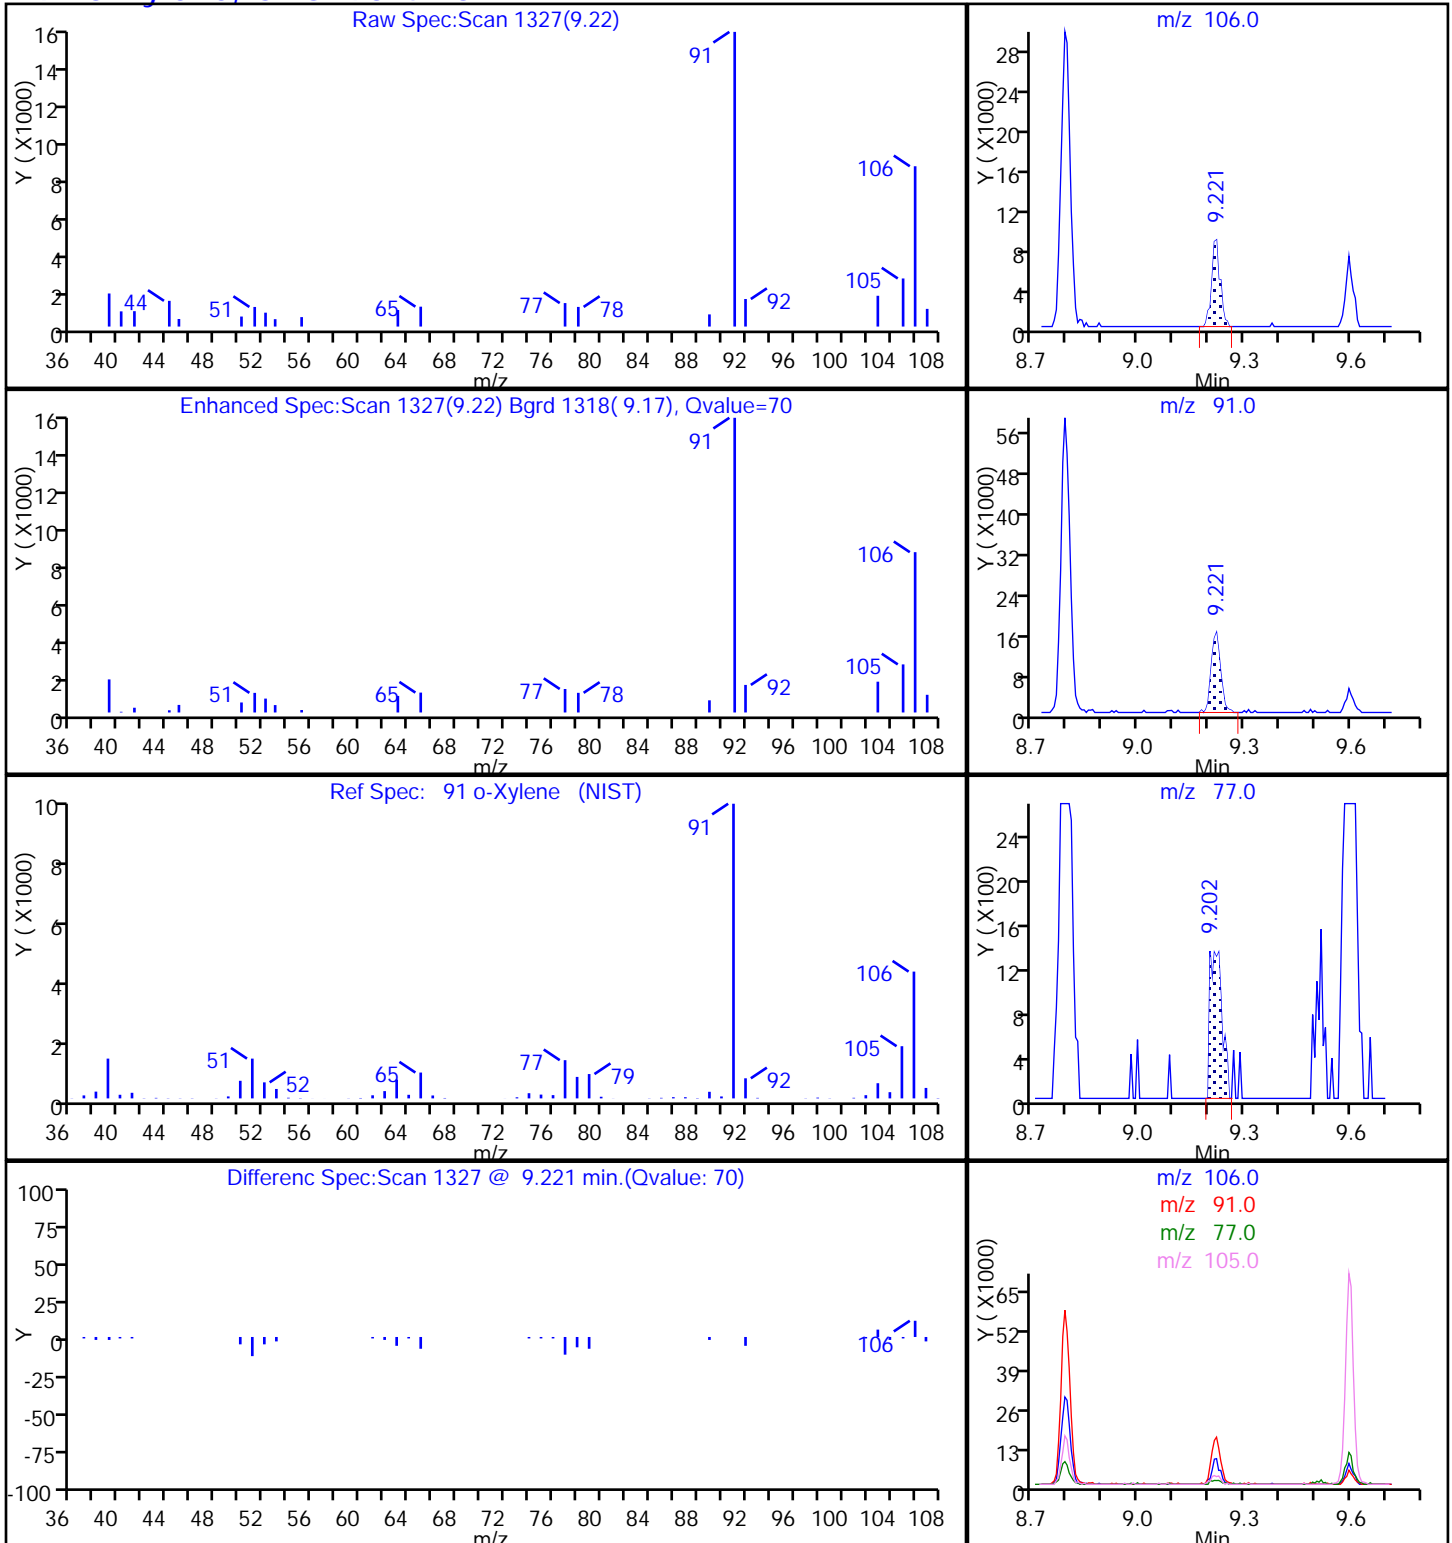 Raw Spec:Scan 1327(9.22)
16
14
12
10
8
6
4
2
0
Y ( X1000)
91
106
105
44
51
65
77
78
92
36 40 44 48 52 56 60 64 68 72 76 80 84 88 92 96 100 104 108
m/z
m/z 106.0
28
24
20
16
12
8
4
0
Y ( X1000)
9.221
8.7 9.0 9.3 9.6
Min
Enhanced Spec:Scan 1327(9.22) Bgrd 1318( 9.17), Qvalue=70
16
14
12
10
8
6
4
2
0
Y ( X1000)
91
106
105
51
65
77
78
92
36 40 44 48 52 56 60 64 68 72 76 80 84 88 92 96 100 104 108
m/z
m/z 91.0
56
48
40
32
24
16
8
0
Y ( X1000)
9.221
8.7 9.0 9.3 9.6
Min
Ref Spec: 91 o-Xylene (NIST)
10
8
6
4
2
0
Y ( X1000)
91
106
105
51
52
65
77
79
92
36 40 44 48 52 56 60 64 68 72 76 80 84 88 92 96 100 104 108
m/z
m/z 77.0
24
20
16
12
8
4
0
Y ( X100)
9.202
8.7 9.0 9.3 9.6
Min
Differenc Spec:Scan 1327 @ 9.221 min.(Qvalue: 70)
100
75
50
25
0
-25
-50
-75
-100
Y
106
36 40 44 48 52 56 60 64 68 72 76 80 84 88 92 96 100 104 108
m/z
m/z 106.0
m/z 91.0
m/z 77.0
m/z 105.0
65
52
39
26
13
0
Y ( X1000)
8.7 9.0 9.3 9.6
Min